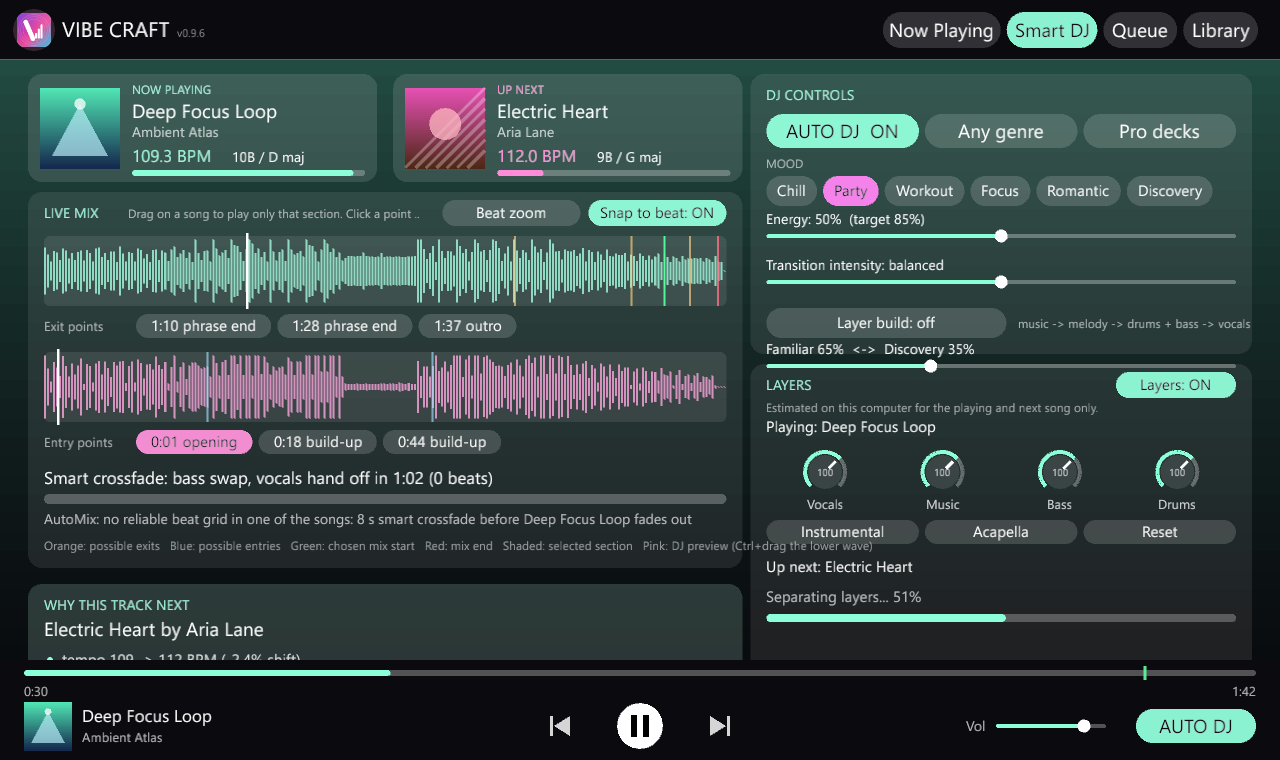 VIBE CRAFT v0.9.6
Now Playing Smart DJ Queue Library
NOW PLAYING
Deep Focus Loop
Ambient Atlas
109.3 BPM 10B / D maj
UP NEXT
Electric Heart
Aria Lane
112.0 BPM 9B / G maj
LIVE MIX Drag on a song to play only that section. Click a point .. Beat zoom Snap to beat: ON
Exit points 1:10 phrase end 1:28 phrase end 1:37 outro
Entry points 0:01 opening 0:18 build-up 0:44 build-up
Smart crossfade: bass swap, vocals hand off in 1:02 (0 beats)
AutoMix: no reliable beat grid in one of the songs: 8 s smart crossfade before Deep Focus Loop fades out
Orange: possible exits Blue: possible entries Green: chosen mix start Red: mix end Shaded: selected section Pink: DJ preview (Ctrl+drag the lower wave)
WHY THIS TRACK NEXT
Electric Heart by Aria Lane
DJ CONTROLS
AUTO DJ ON Any genre Pro decks
MOOD
Chill Party Workout Focus Romantic Discovery
Energy: 50% (target 85%)
Transition intensity: balanced
Layer build: off music -> melody -> drums + bass -> vocals
Familiar 65% <-> Discovery 35%
LAYERS Layers: ON
Estimated on this computer for the playing and next song only.
Playing: Deep Focus Loop
100 100 100 100
Vocals Music Bass Drums
Instrumental Acapella Reset
Up next: Electric Heart
Separating layers... 51%
0:30 1:42
Deep Focus Loop
Ambient Atlas
Vol AUTO DJ